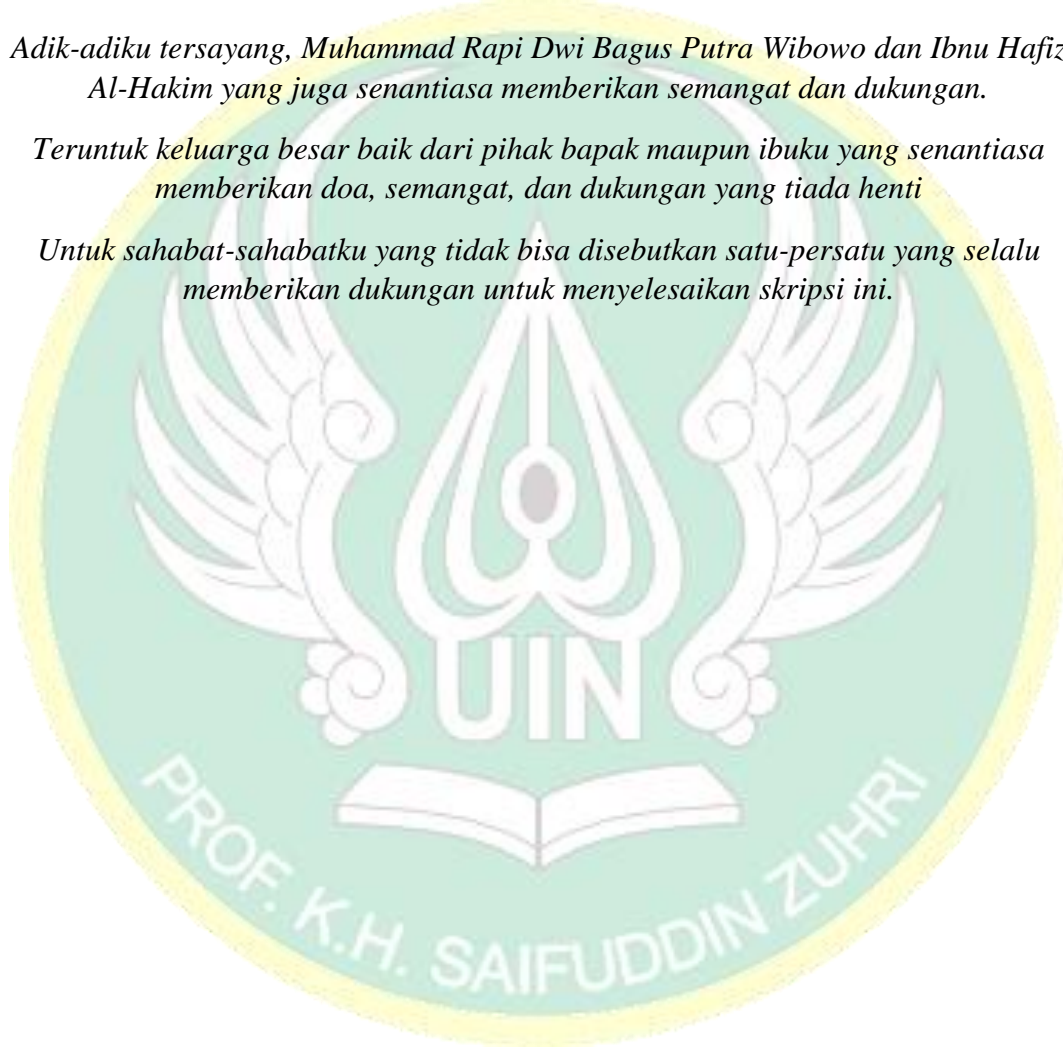 Adik-adiku tersayang, Muhammad Rapi Dwi Bagus Putra Wibowo dan Ibnu Hafiz
Al-Hakim yang juga senantiasa memberikan semangat dan dukungan.
Teruntuk keluarga besar baik dari pihak bapak maupun ibuku yang senantiasa
memberikan doa, semangat, dan dukungan yang tiada henti
Untuk sahabat-sahabatku yang tidak bisa disebutkan satu-persatu yang selalu
memberikan dukungan untuk menyelesaikan skripsi ini.
UIN
PROF. K.H. SAIFUDDIN ZUHRI